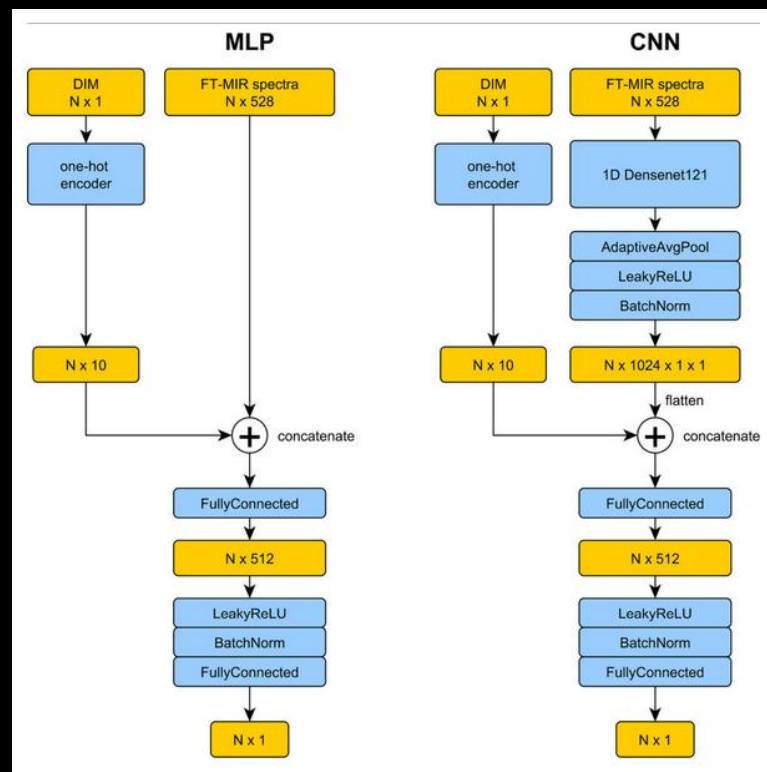 MLP
DIM
N x 1
FT-MIR spectra
N x 528
one-hot
encoder
N x 10
concatenate
FullyConnected
N x 512
LeakyReLU
BatchNorm
FullyConnected
N x 1
CNN
DIM
N x 1
FT-MIR spectra
N x 528
one-hot
encoder
1D Densenet121
AdaptiveAvgPool
LeakyReLU
BatchNorm
N x 10
N x 1024 x 1 x 1
flatten
concatenate
FullyConnected
N x 512
LeakyReLU
BatchNorm
FullyConnected
N x 1